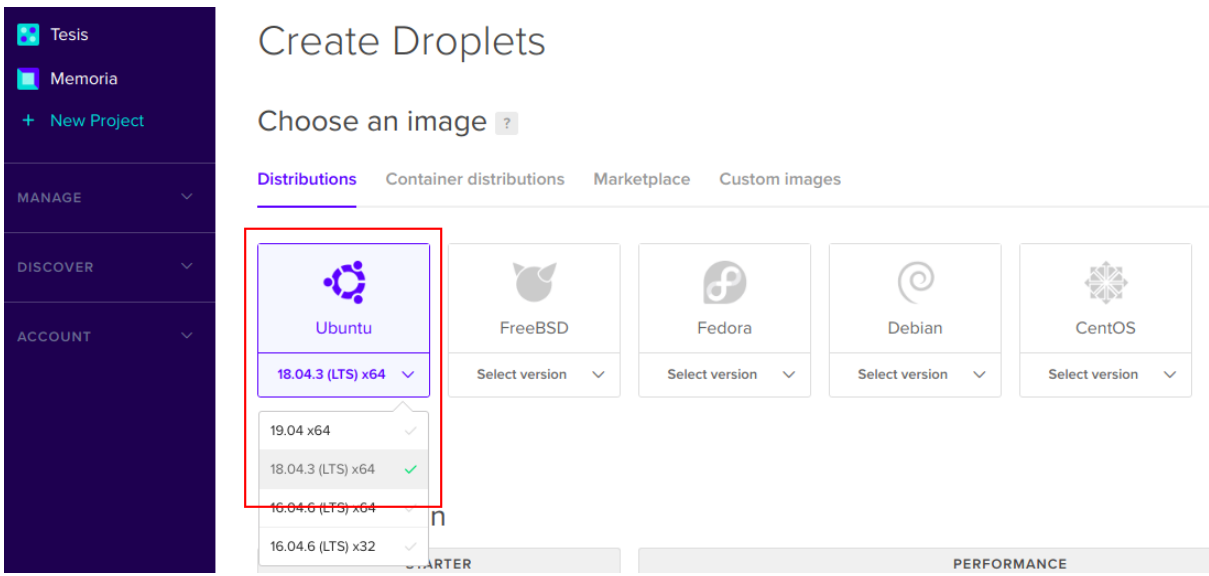 Tesis
Memoria
+ New Project
MANAGE
DISCOVER
ACCOUNT
Create Droplets
Choose an image ?
Distributions Container distributions Marketplace Custom images
Ubuntu FreeBSD Fedora Debian CentOS
18.04.3 (LTS) x64 Select version Select version Select version Select version
19.04 x64
18.04.3 (LTS) x64
16.04.6 (LTS) x64
n
16.04.6 (LTS) x32
STARTER PERFORMANCE